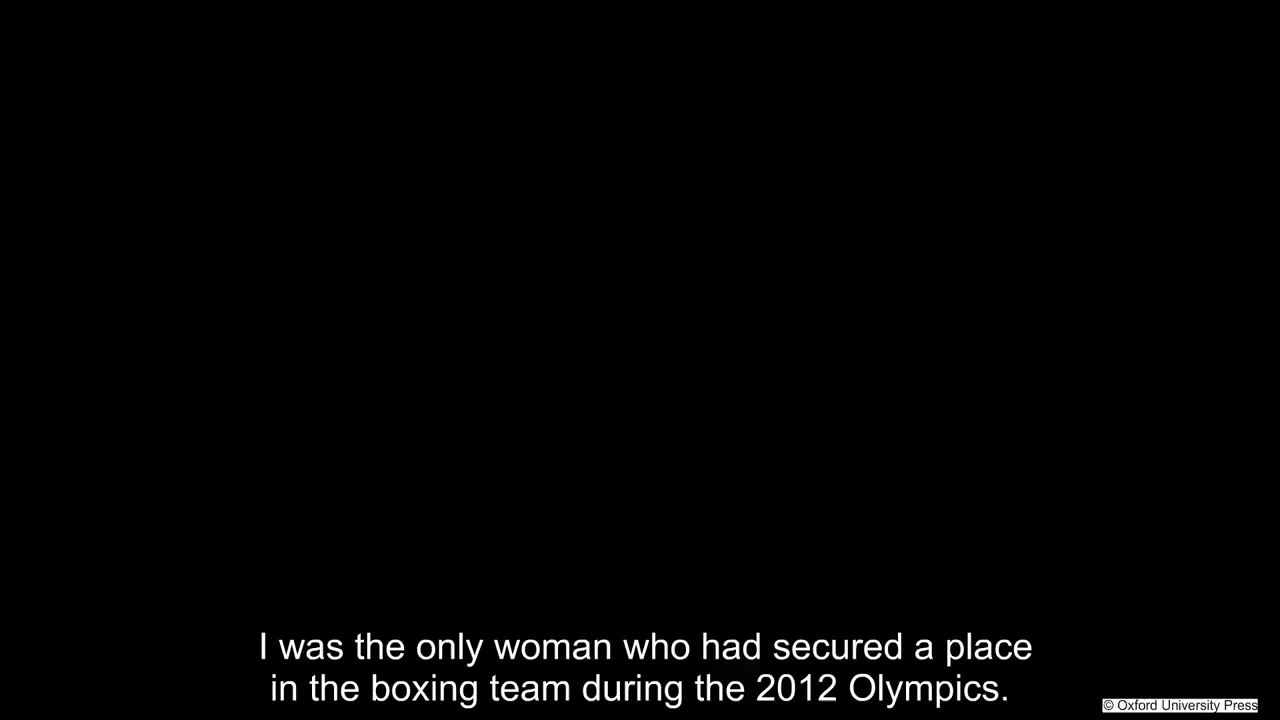 I was the only woman who had secured a place
in the boxing team during the 2012 Olympics.
© Oxford University Press